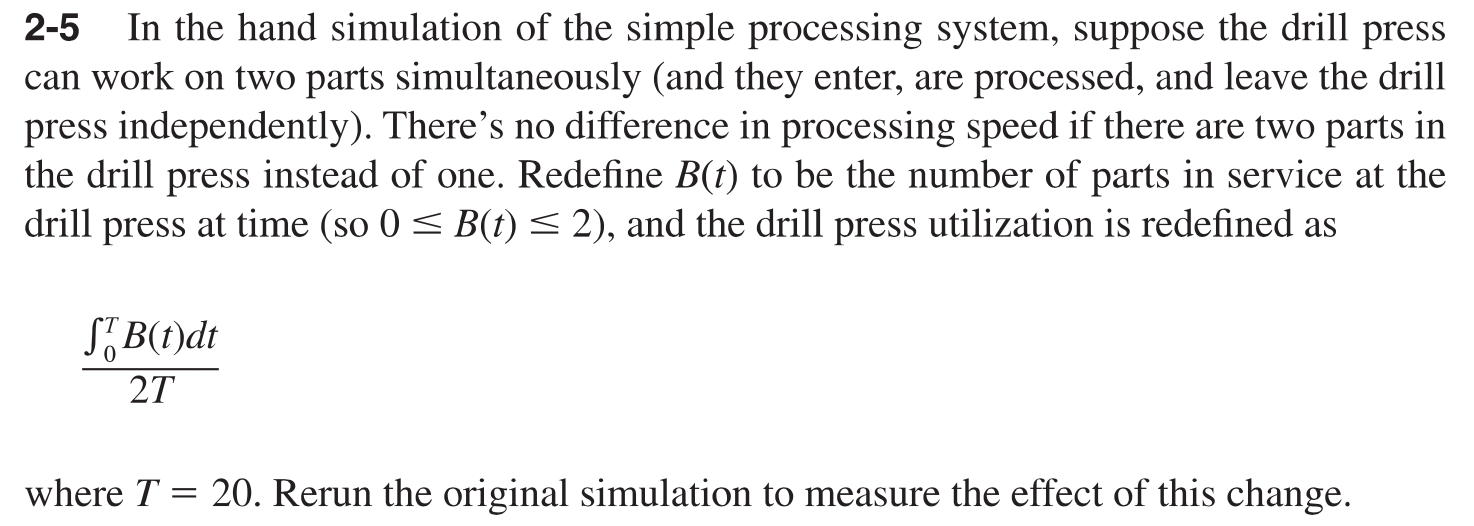 2-5 In the hand simulation of the simple processing system, suppose the drill press
can work on two parts simultaneously (and they enter, are processed, and leave the drill
press independently). There’s no difference in processing speed if there are two parts in
the drill press instead of one. Redefine B(t) to be the number of parts in service at the
drill press at time (so 0 ≤ B(t) ≤ 2), and the drill press utilization is redefined as
∫₀ᵀ B(t)dt
2T
where T = 20. Rerun the original simulation to measure the effect of this change.